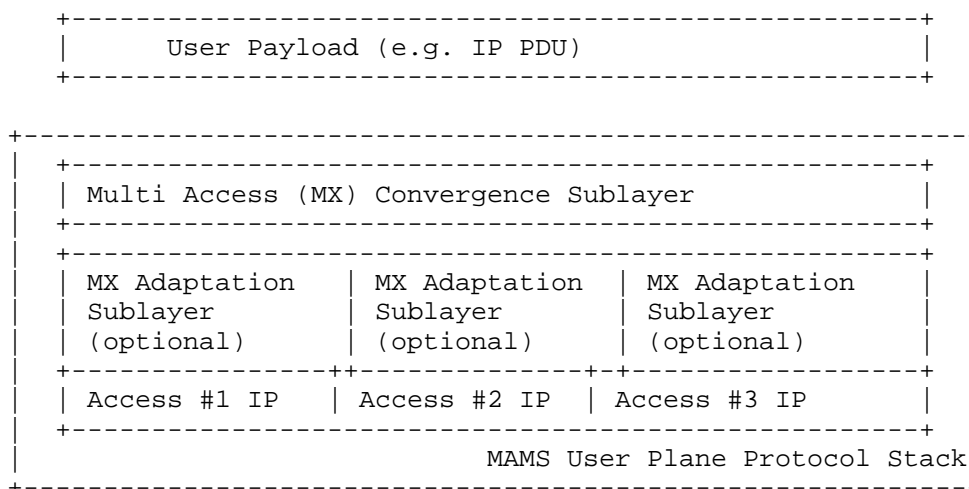 +-----------------------------------------------------+
|      User Payload (e.g. IP PDU)                     |
+-----------------------------------------------------+
+-----------------------------------------------------------
|  +-----------------------------------------------------+
|  | Multi Access (MX) Convergence Sublayer              |
|  +-----------------------------------------------------+
|  +-----------------------------------------------------+
|  | MX Adaptation   | MX Adaptation  | MX Adaptation    |
|  | Sublayer        | Sublayer       | Sublayer         |
|  | (optional)      | (optional)     | (optional)       |
|  +----------------++--------------+-+------------------+
|  | Access #1 IP   | Access #2 IP  | Access #3 IP       |
|  +-----------------------------------------------------+
|                            MAMS User Plane Protocol Stack
+-----------------------------------------------------------